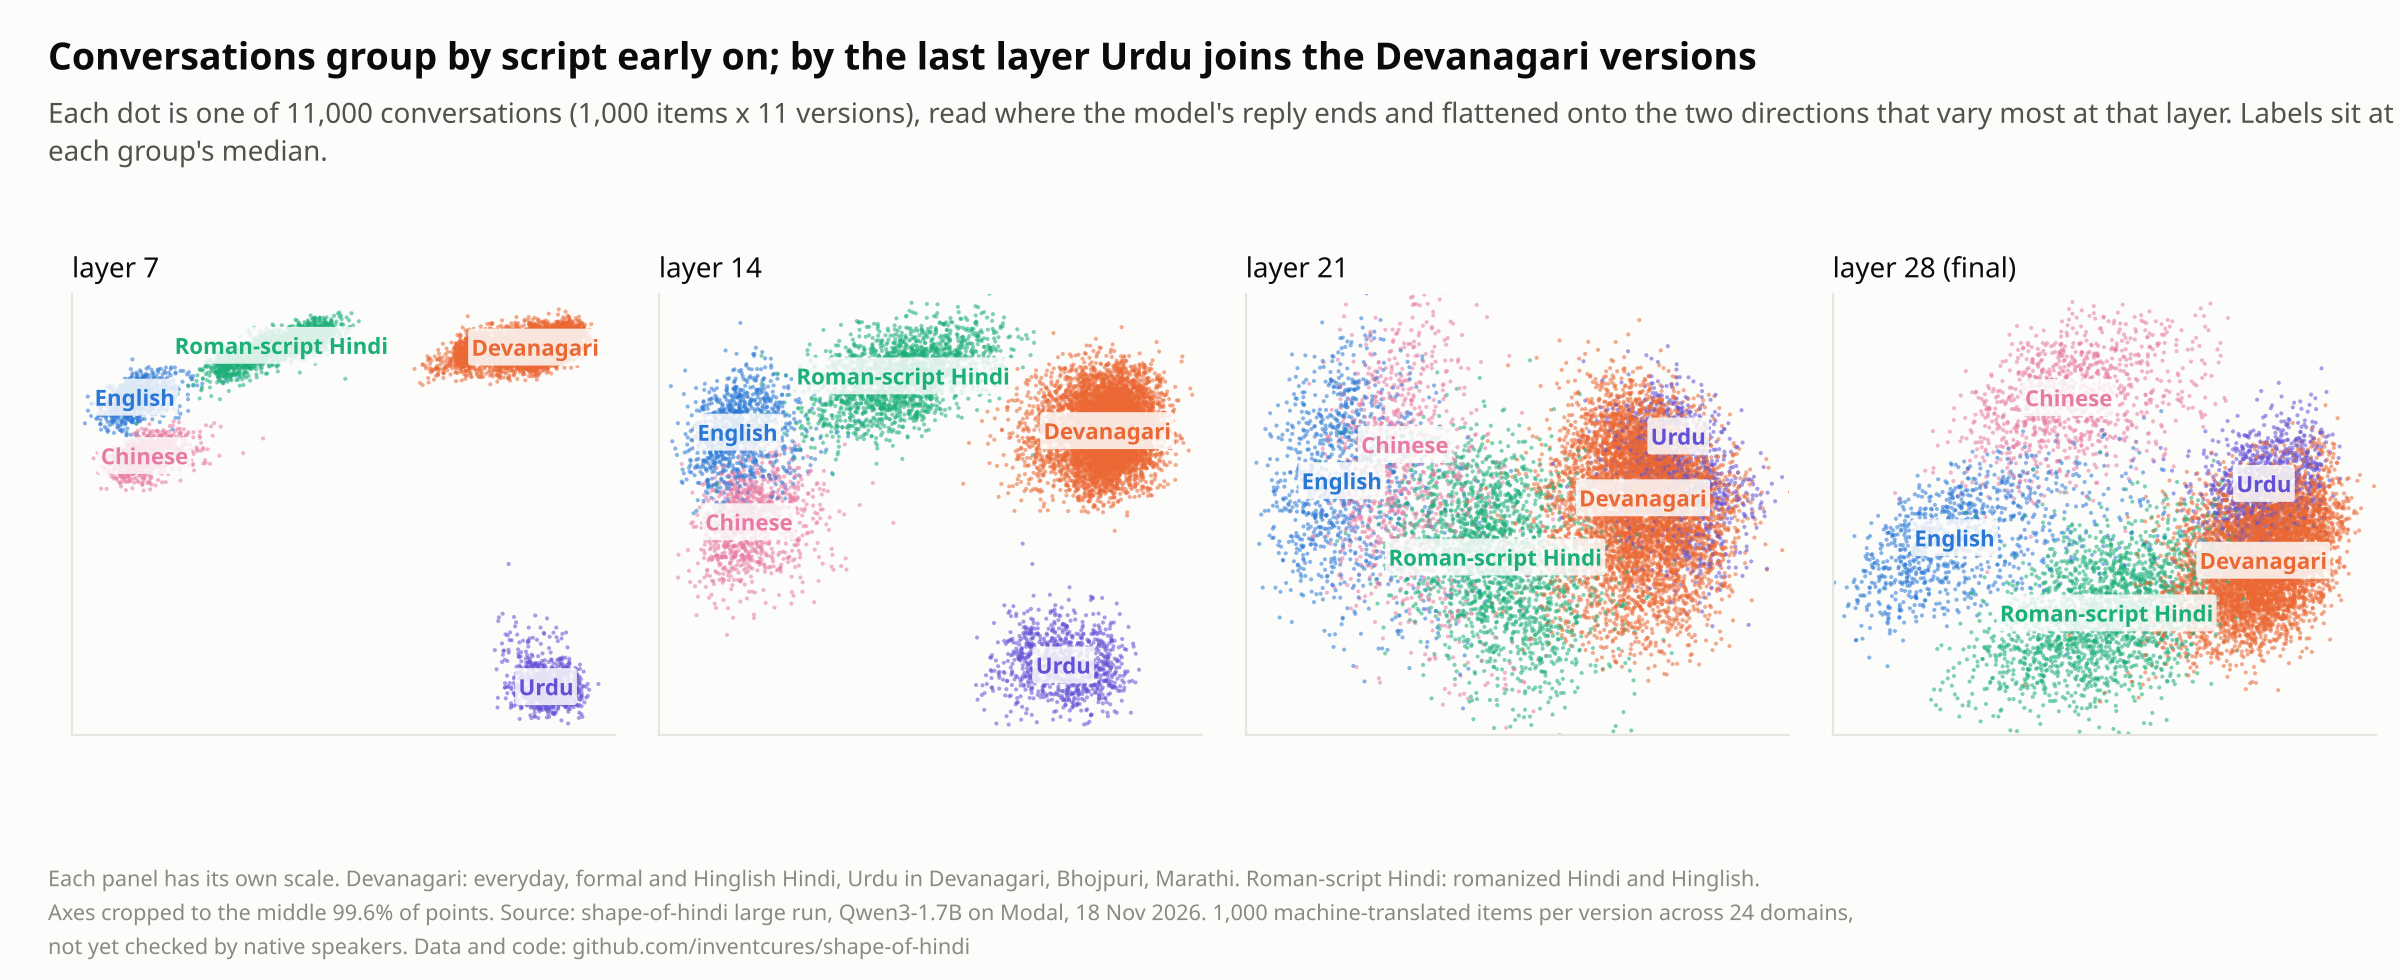 Conversations group by script early on; by the last layer Urdu joins the Devanagari versions
Each dot is one of 11,000 conversations (1,000 items x 11 versions), read where the model's reply ends and flattened onto the two directions that vary most at that layer. Labels sit at
each group's median.
layer 7
Roman-script Hindi
Devanagari
English
Chinese
Urdu
layer 14
Roman-script Hindi
English
Devanagari
Chinese
Urdu
layer 21
Urdu
Chinese
English
Devanagari
Roman-script Hindi
layer 28 (final)
Chinese
Urdu
English
Devanagari
Roman-script Hindi
Each panel has its own scale. Devanagari: everyday, formal and Hinglish Hindi, Urdu in Devanagari, Bhojpuri, Marathi. Roman-script Hindi: romanized Hindi and Hinglish.
Axes cropped to the middle 99.6% of points. Source: shape-of-hindi large run, Qwen3-1.7B on Modal, 18 Nov 2026. 1,000 machine-translated items per version across 24 domains,
not yet checked by native speakers. Data and code: github.com/inventcures/shape-of-hindi